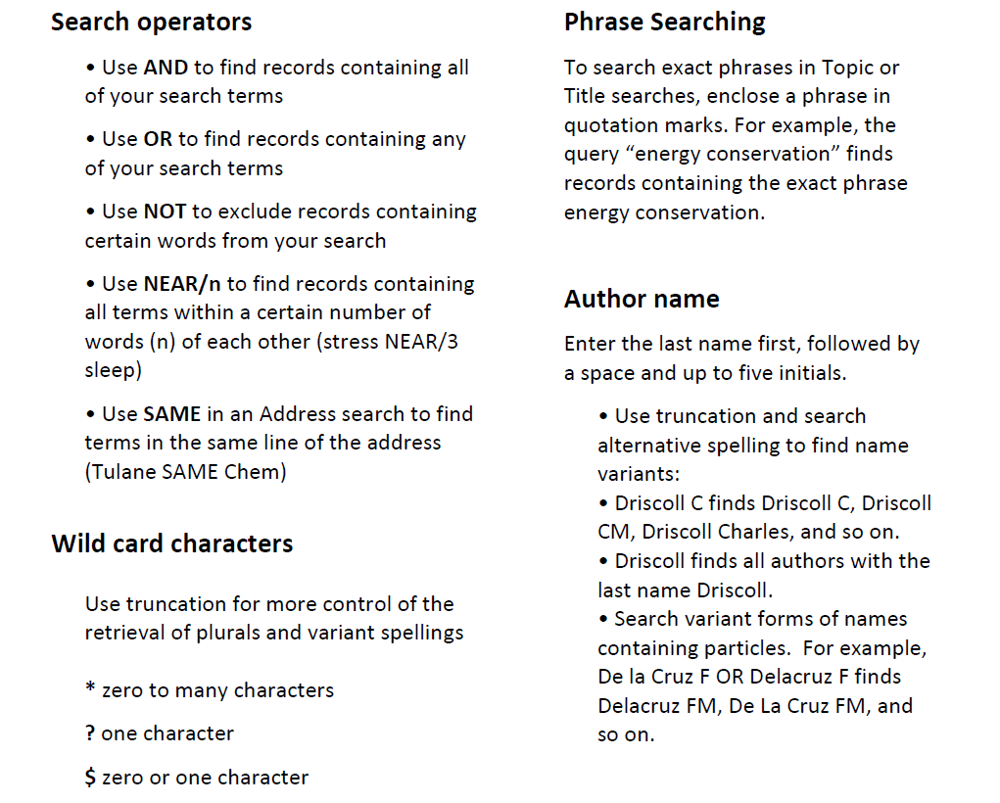 Search operators
• Use AND to find records containing all
of your search terms
• Use OR to find records containing any
of your search terms
• Use NOT to exclude records containing
certain words from your search
• Use NEAR/n to find records containing
all terms within a certain number of
words (n) of each other (stress NEAR/3
sleep)
• Use SAME in an Address search to find
terms in the same line of the address
(Tulane SAME Chem)
Wild card characters
Use truncation for more control of the
retrieval of plurals and variant spellings
* zero to many characters
? one character
$ zero or one character
Phrase Searching
To search exact phrases in Topic or
Title searches, enclose a phrase in
quotation marks. For example, the
query “energy conservation” finds
records containing the exact phrase
energy conservation.
Author name
Enter the last name first, followed by
a space and up to five initials.
• Use truncation and search
alternative spelling to find name
variants:
• Driscoll C finds Driscoll C, Driscoll
CM, Driscoll Charles, and so on.
• Driscoll finds all authors with the
last name Driscoll.
• Search variant forms of names
containing particles.  For example,
De la Cruz F OR Delacruz F finds
Delacruz FM, De La Cruz FM, and
so on.